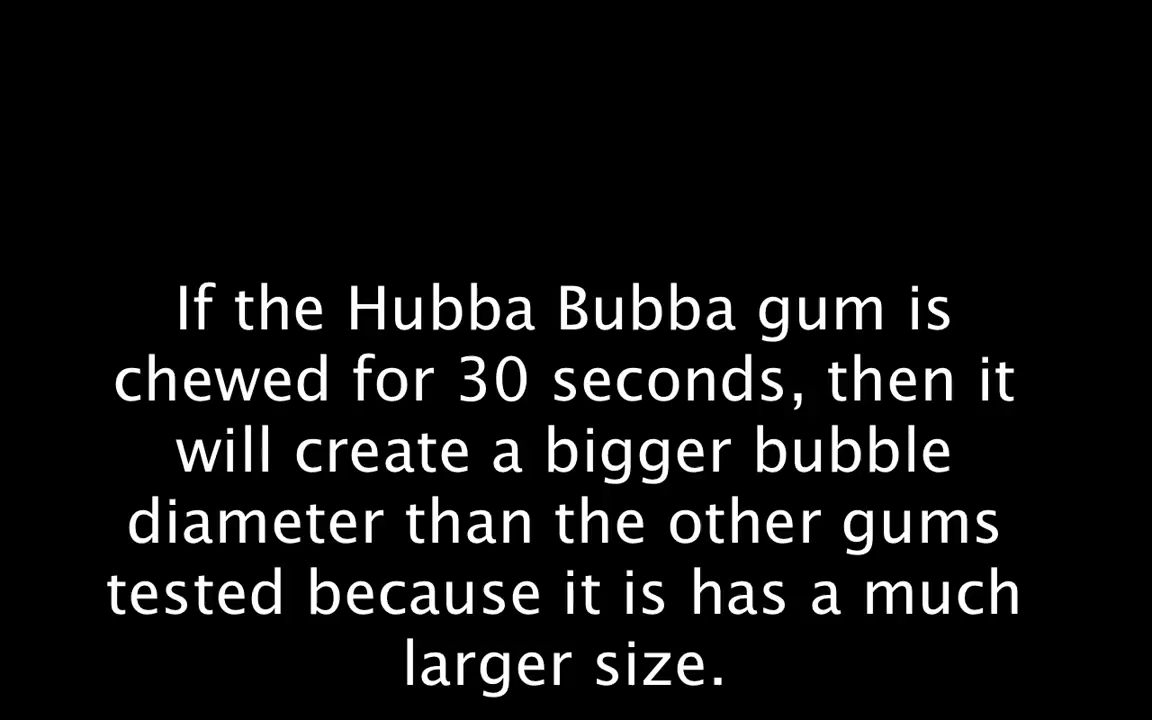 If the Hubba Bubba gum is
chewed for 30 seconds, then it
will create a bigger bubble
diameter than the other gums
tested because it is has a much
larger size.